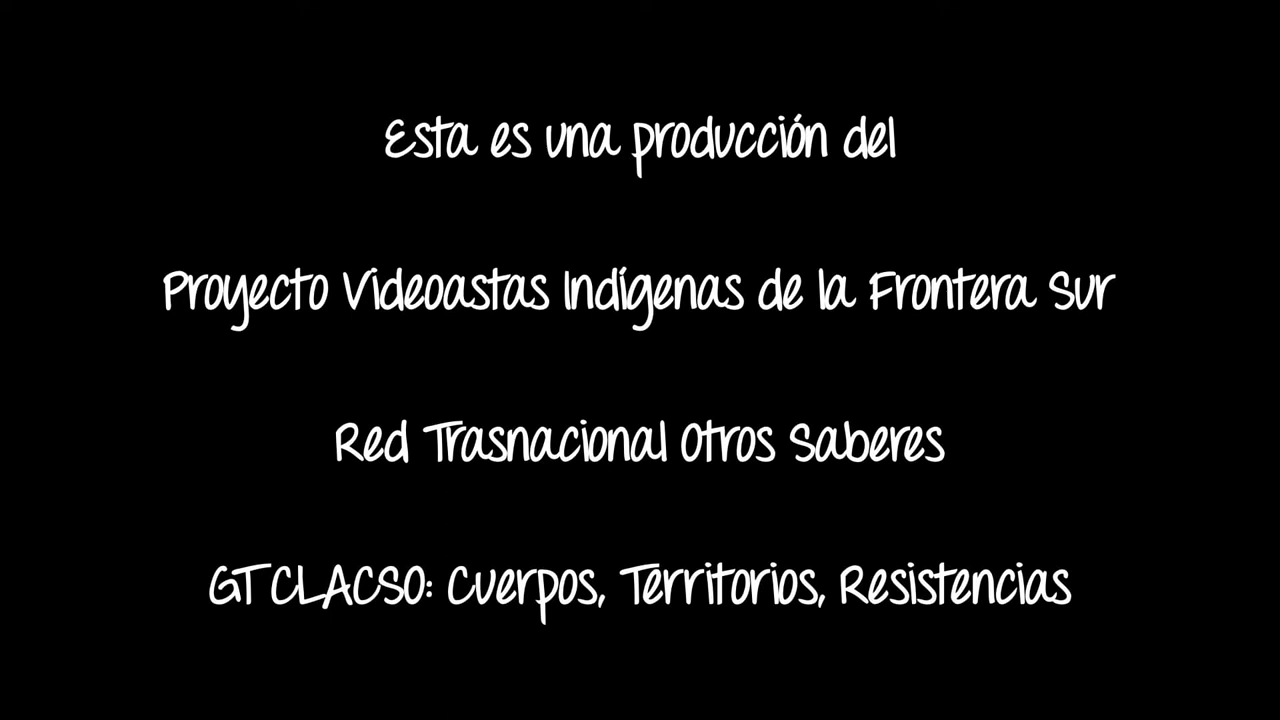 Esta es una producción del
Proyecto Videoastas Indígenas de la Frontera Sur
Red Trasnacional Otros Saberes
GT CLACSO: Cuerpos, Territorios, Resistencias